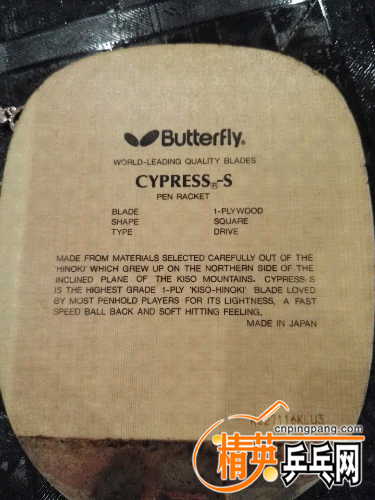 Butterfly®
WORLD-LEADING QUALITY BLADES
CYPRESS®-S
PEN RACKET
BLADE 1-PLYWOOD
SHAPE SQUARE
TYPE DRIVE
MADE FROM MATERIALS SELECTED CAREFULLY OUT OF THE
'HINOKI' WHICH GREW UP ON THE NORTHERN SIDE OF THE
INCLINED PLANE OF THE KISO MOUNTAINS. CYPRESS-S
IS THE HIGHEST GRADE 1-PLY 'KISO-HINOKI' BLADE LOVED
BY MOST PENHOLD PLAYERS FOR ITS LIGHTNESS, A FAST
SPEED BALL BACK AND SOFT HITTING FEELING.
MADE IN JAPAN
cnpingpang.com
精英乒乓网